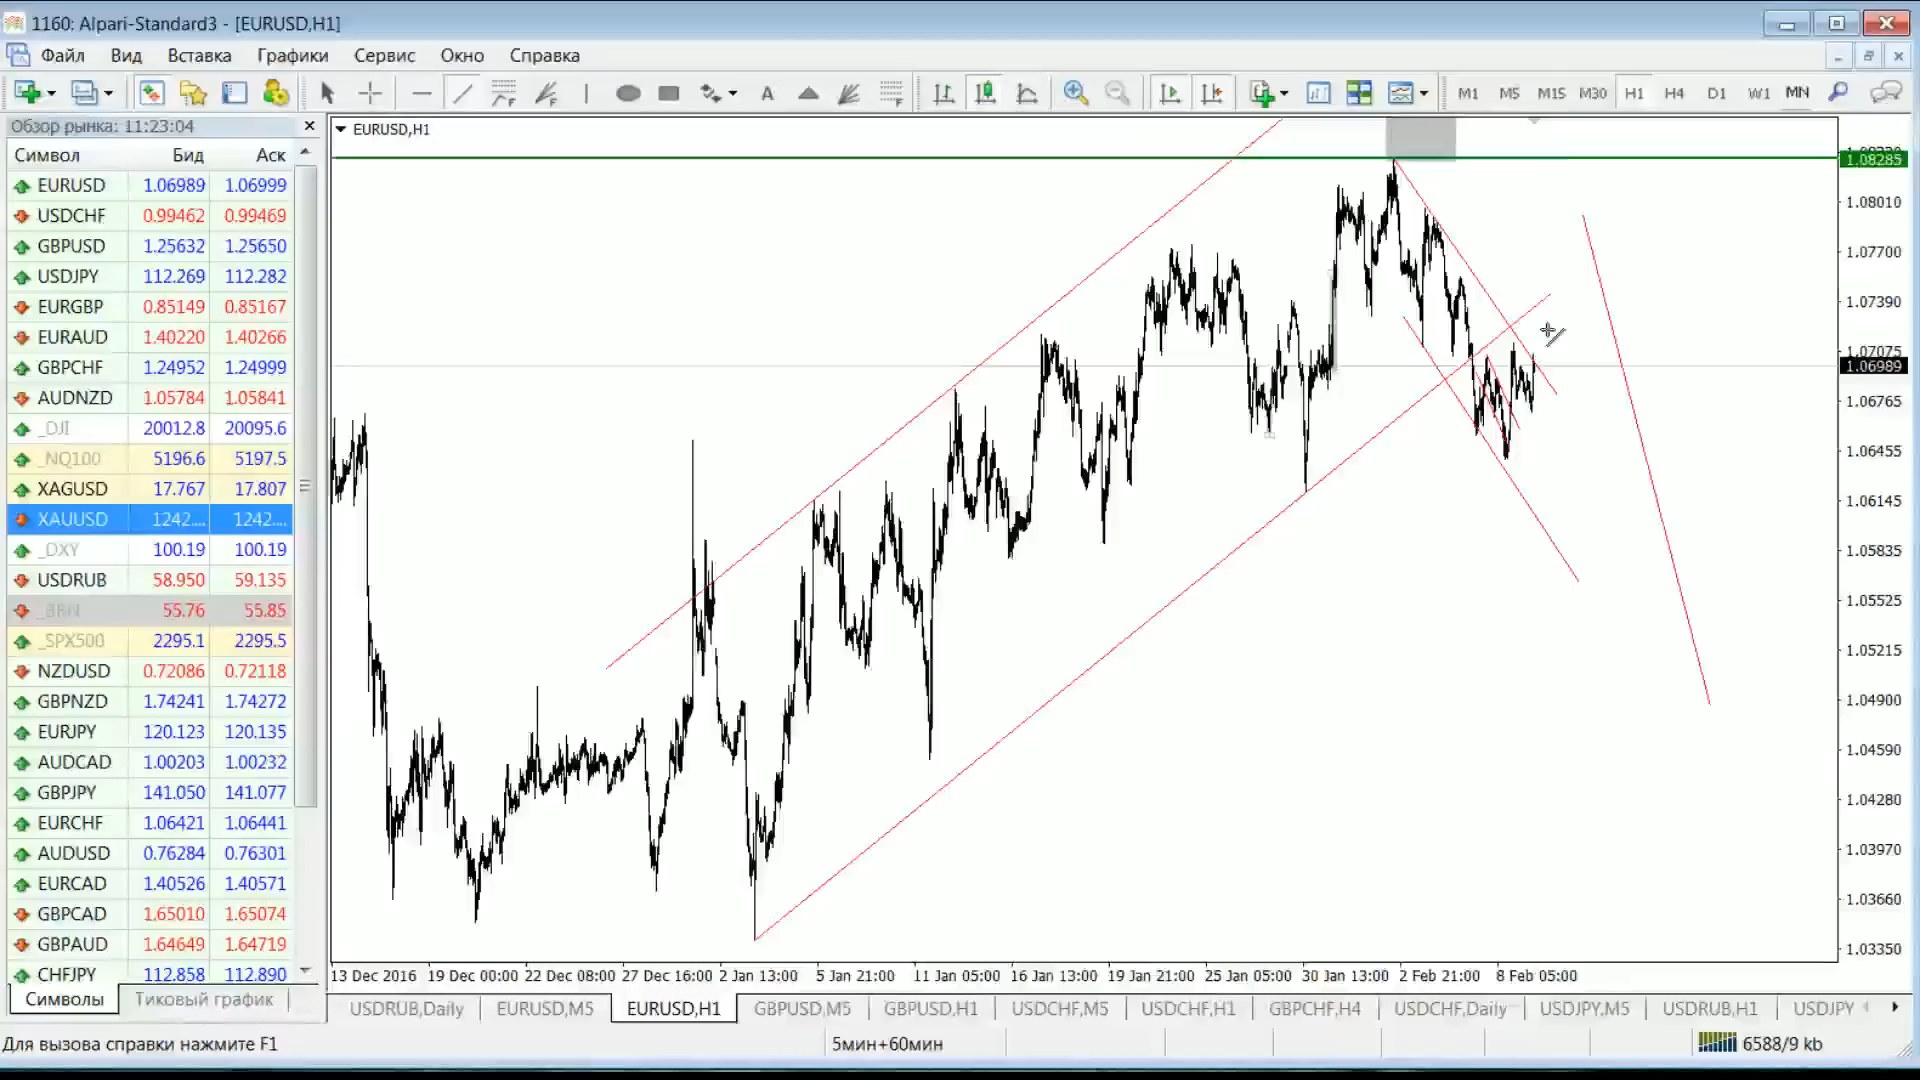 1160: Alpari-Standard3 - [EURUSD,H1]
Файл Вид Вставка Графики Сервис Окно Справка
M1 M5 M15 M30 H1 H4 D1 W1 MN
Обзор рынка: 11:23:04
Символ Бид Аск
EURUSD 1.06989 1.06999
USDCHF 0.99462 0.99469
GBPUSD 1.25632 1.25650
USDJPY 112.269 112.282
EURGBP 0.85149 0.85167
EURAUD 1.40220 1.40266
GBPCHF 1.24952 1.24999
AUDNZD 1.05784 1.05841
_DJI 20012.8 20095.6
_NQ100 5196.6 5197.5
XAGUSD 17.767 17.807
XAUUSD 1242.... 1242....
_DXY 100.19 100.19
USDRUB 58.950 59.135
_BRN 55.76 55.85
_SPX500 2295.1 2295.5
NZDUSD 0.72086 0.72118
GBPNZD 1.74241 1.74272
EURJPY 120.123 120.135
AUDCAD 1.00203 1.00232
GBPJPY 141.050 141.077
EURCHF 1.06421 1.06441
AUDUSD 0.76284 0.76301
EURCAD 1.40526 1.40571
GBPCAD 1.65010 1.65074
GBPAUD 1.64649 1.64719
CHFJPY 112.858 112.890
Символы Тиковый график
EURUSD,H1
1.08285
1.08010
1.07700
1.07390
1.07075
1.06989
1.06765
1.06455
1.06145
1.05835
1.05525
1.05215
1.04900
1.04590
1.04280
1.03970
1.03660
1.03350
13 Dec 2016 19 Dec 00:00 22 Dec 08:00 27 Dec 16:00 2 Jan 13:00 5 Jan 21:00 11 Jan 05:00 16 Jan 13:00 19 Jan 21:00 25 Jan 05:00 30 Jan 13:00 2 Feb 21:00 8 Feb 05:00
USDRUB,Daily EURUSD,M5 EURUSD,H1 GBPUSD,M5 GBPUSD,H1 USDCHF,M5 USDCHF,H1 GBPCHF,H4 USDCHF,Daily USDJPY,M5 USDRUB,H1 USDJPY
Для вызова справки нажмите F1 5мин+60мин 6588/9 kb